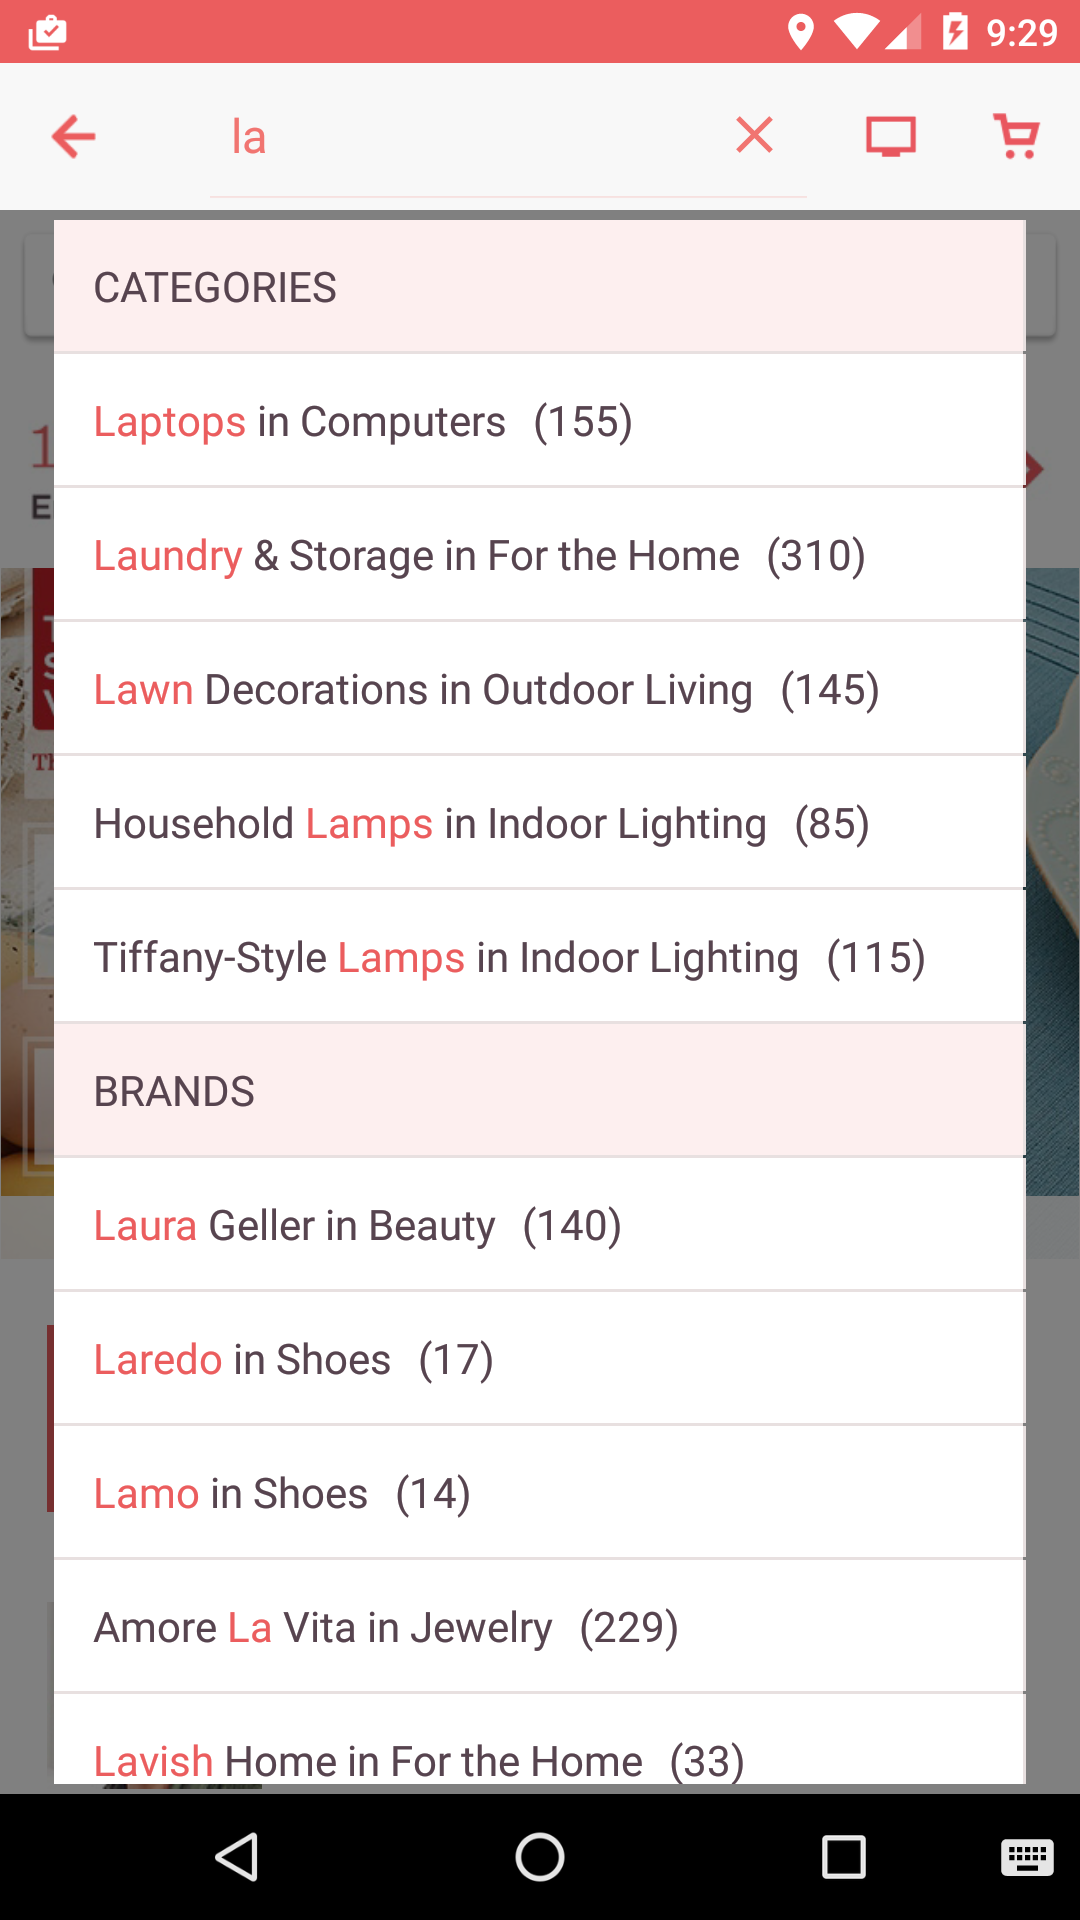 9:29
la
CATEGORIES
Laptops in Computers (155)
Laundry & Storage in For the Home (310)
Lawn Decorations in Outdoor Living (145)
Household Lamps in Indoor Lighting (85)
Tiffany-Style Lamps in Indoor Lighting (115)
BRANDS
Laura Geller in Beauty (140)
Laredo in Shoes (17)
Lamo in Shoes (14)
Amore La Vita in Jewelry (229)
Lavish Home in For the Home (33)